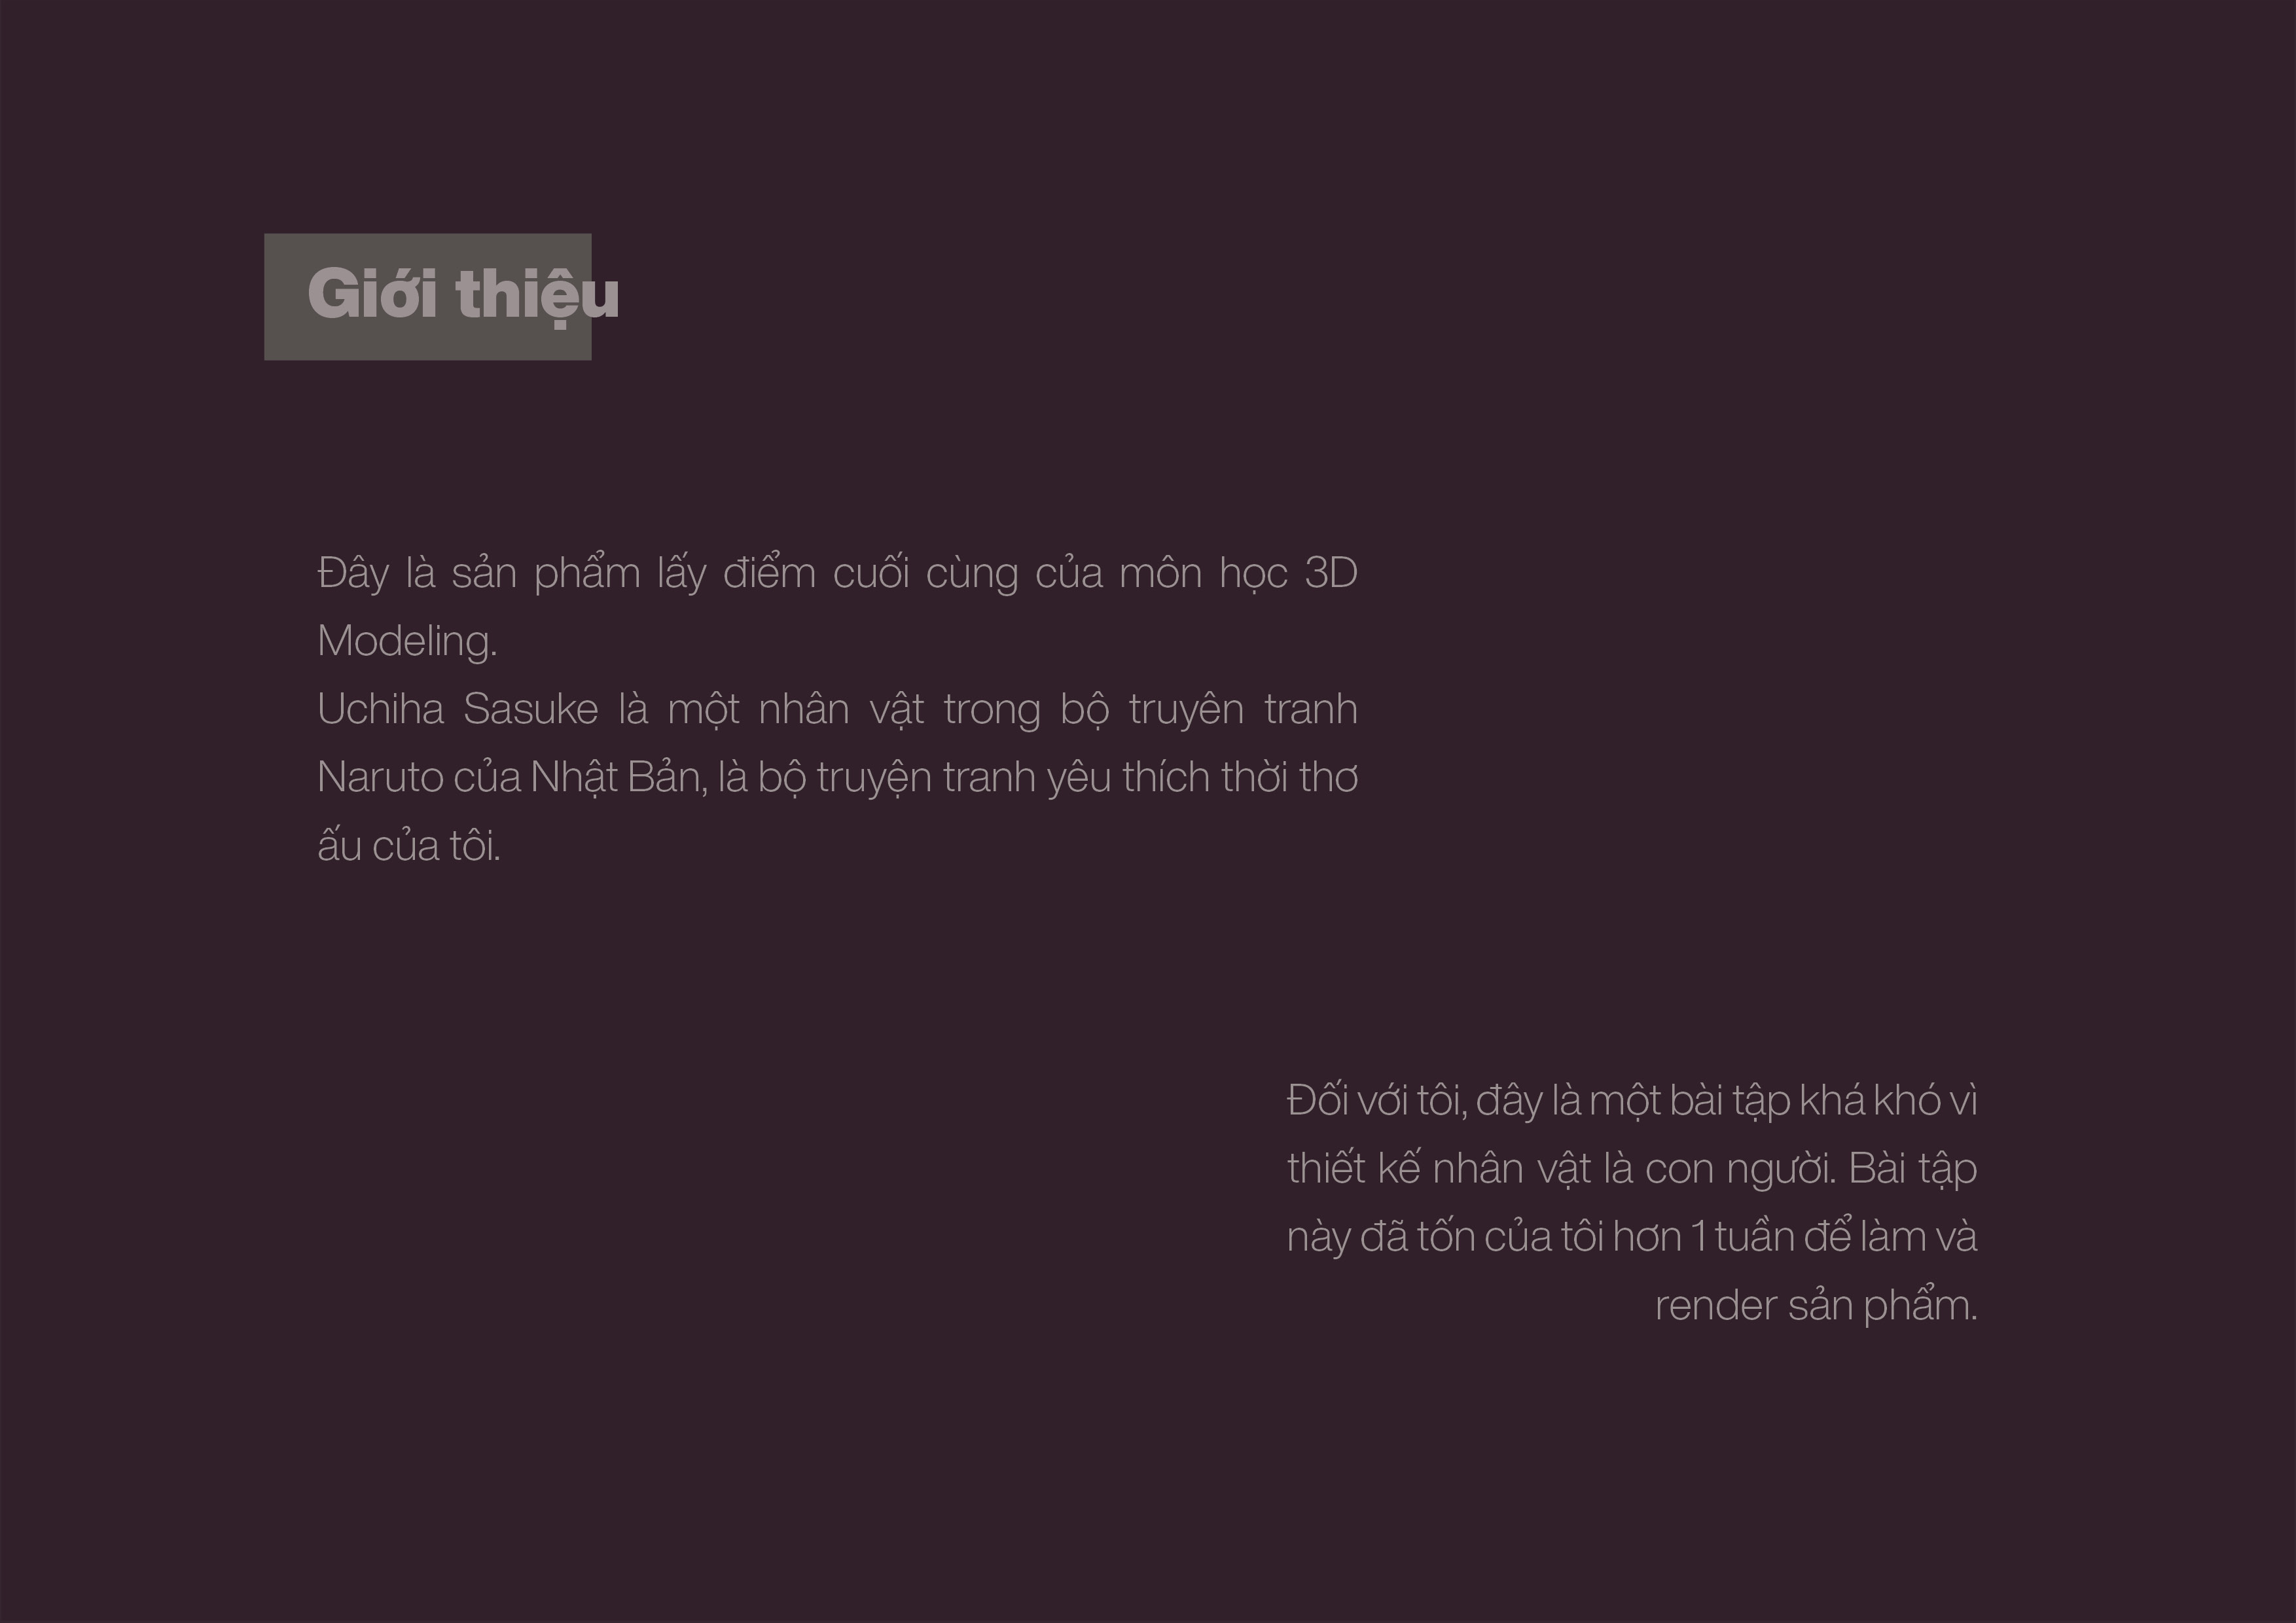 Giới thiệu
Đây là sản phẩm lấy điểm cuối cùng của môn học 3D
Modeling.
Uchiha Sasuke là một nhân vật trong bộ truyên tranh
Naruto của Nhật Bản, là bộ truyện tranh yêu thích thời thơ
ấu của tôi.
Đối với tôi, đây là một bài tập khá khó vì
thiết kế nhân vật là con người. Bài tập
này đã tốn của tôi hơn 1 tuần để làm và
render sản phẩm.